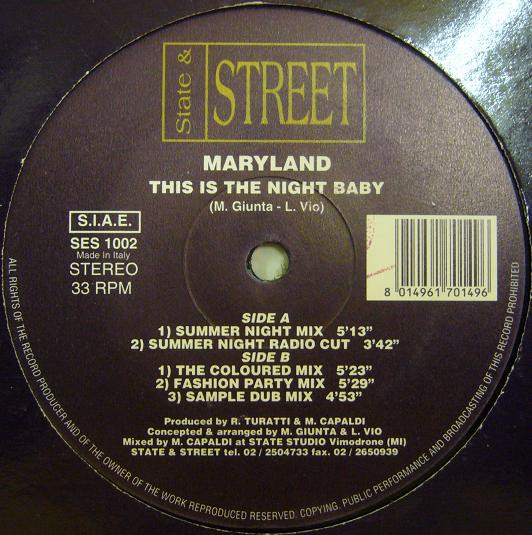 State & STREET
MARYLAND
THIS IS THE NIGHT BABY
(M. Giunta - L. Vio)
S.I.A.E.
SES 1002
Made in Italy
STEREO
33 RPM
8 014961 701496
SIDE A
1) SUMMER NIGHT MIX 5'13"
2) SUMMER NIGHT RADIO CUT 3'42"
SIDE B
1) THE COLOURED MIX 5'23"
2) FASHION PARTY MIX 5'29"
3) SAMPLE DUB MIX 4'53"
Produced by R. TURATTI & M. CAPALDI
Concepted & arranged by M. GIUNTA & L. VIO
Mixed by M. CAPALDI at STATE STUDIO Vimodrone (MI)
STATE & STREET tel. 02 / 2504733 fax. 02 / 2650939
ALL RIGHTS OF THE RECORD PRODUCER AND OF THE OWNER OF THE WORK REPRODUCED RESERVED. COPYING. PUBLIC PERFORMANCE AND BROADCASTING OF THIS RECORD PROHIBITED